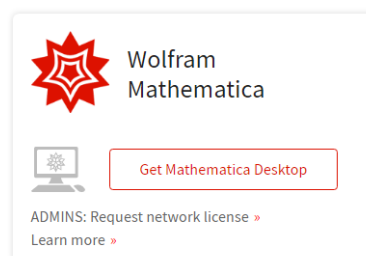 Wolfram
Mathematica
Get Mathematica Desktop
ADMINS: Request network license »
Learn more »